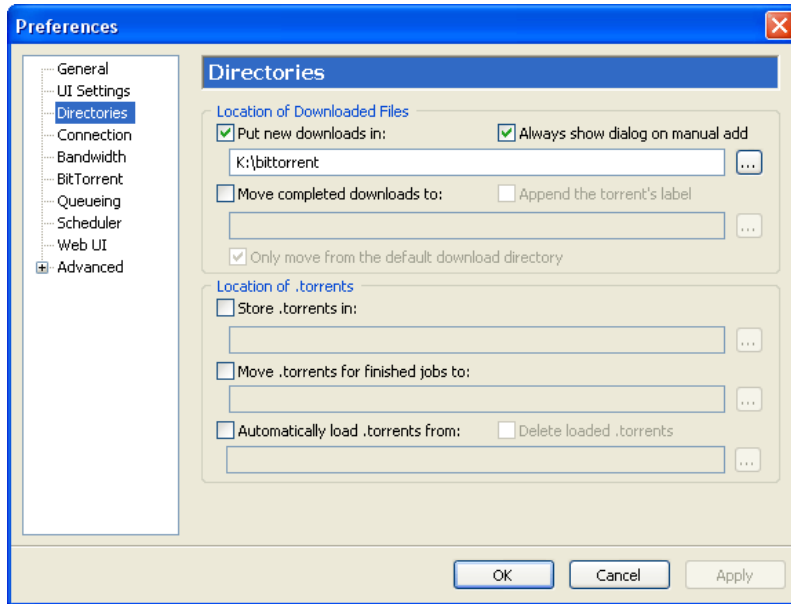 Preferences
General
UI Settings
Directories
Connection
Bandwidth
BitTorrent
Queueing
Scheduler
Web UI
Advanced
Directories
Location of Downloaded Files
Put new downloads in: Always show dialog on manual add
K:\bittorrent ...
Move completed downloads to: Append the torrent's label
...
Only move from the default download directory
Location of .torrents
Store .torrents in:
...
Move .torrents for finished jobs to:
...
Automatically load .torrents from: Delete loaded .torrents
...
OK Cancel Apply